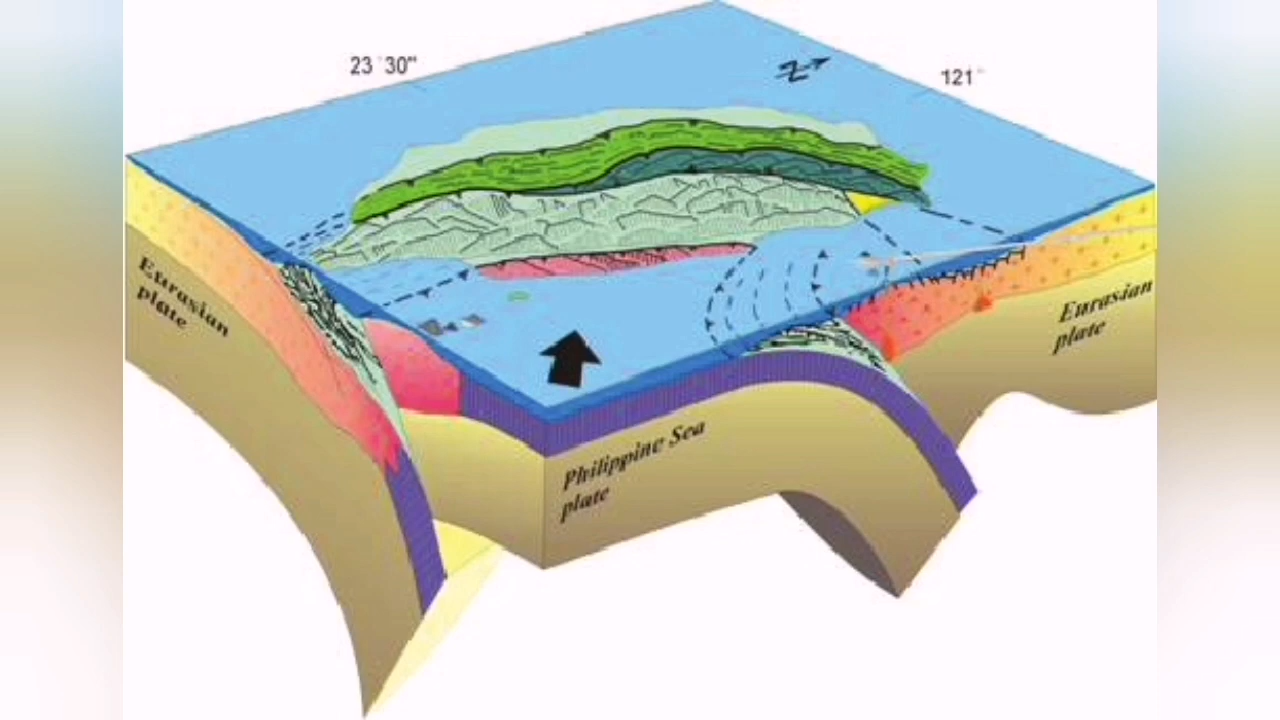 23 °30"
121°
N
Eurasian
plate
Eurasian
plate
Philippine Sea
plate